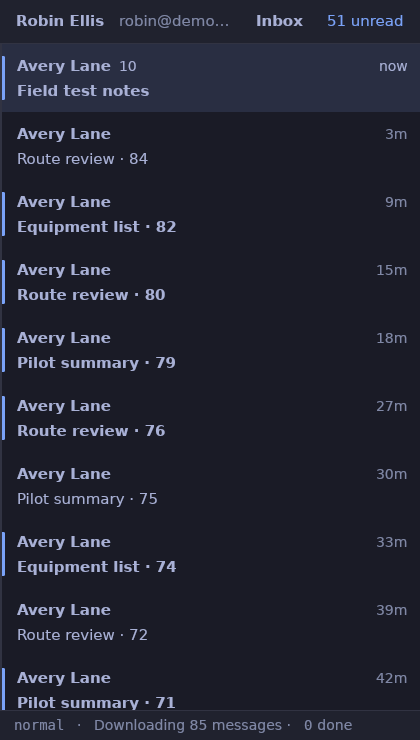 Robin Ellis robin@demo… Inbox 51 unread
Avery Lane 10 now
Field test notes
Avery Lane 3m
Route review · 84
Avery Lane 9m
Equipment list · 82
Avery Lane 15m
Route review · 80
Avery Lane 18m
Pilot summary · 79
Avery Lane 27m
Route review · 76
Avery Lane 30m
Pilot summary · 75
Avery Lane 33m
Equipment list · 74
Avery Lane 39m
Route review · 72
Avery Lane 42m
Pilot summary · 71
normal · Downloading 85 messages · 0 done